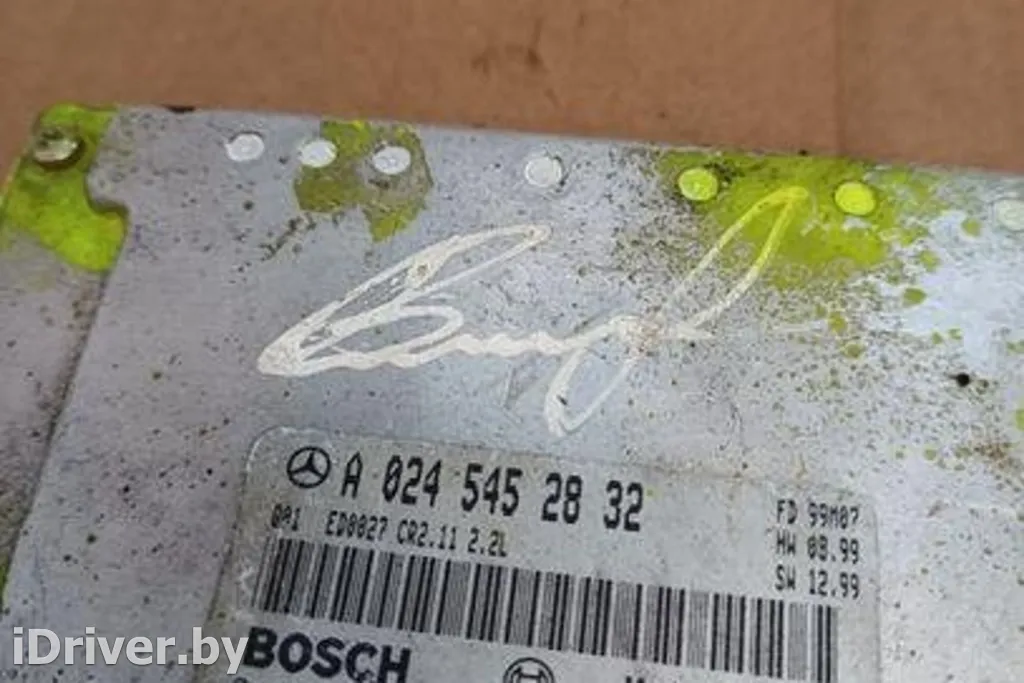 A 024 545 28 32
FD 99M07
001 ED0027 CR2.11 2.2L
HW 08.99
SW 12.99
BOSCH
iDriver.by